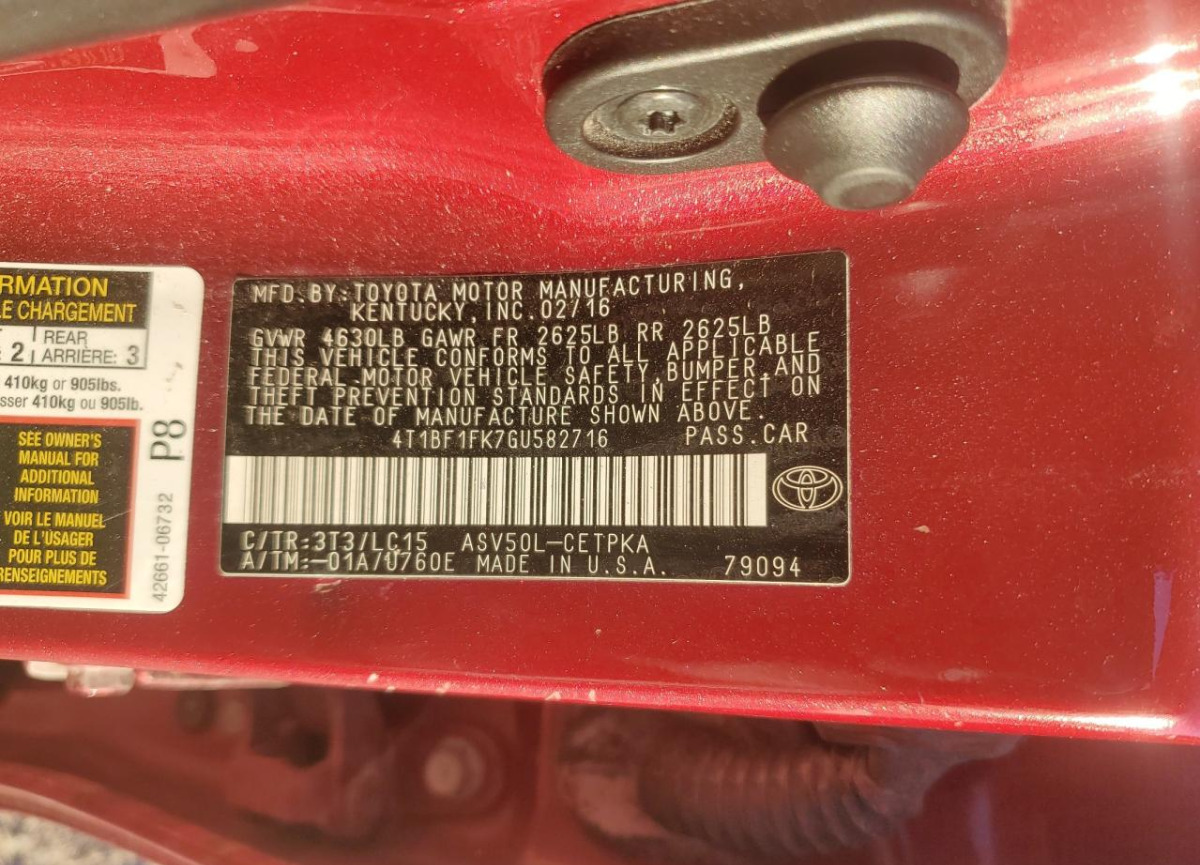 RMATION
E CHARGEMENT
2
REAR
ARRIÈRE: 3
410kg or 905lbs.
sser 410kg ou 905lb.
SEE OWNER'S
MANUAL FOR
ADDITIONAL
INFORMATION
VOIR LE MANUEL
DE L'USAGER
POUR PLUS DE
RENSEIGNEMENTS
P8
42661-06732
MFD.BY:TOYOTA MOTOR MANUFACTURING,
KENTUCKY,INC.02/16
GVWR 4630LB GAWR FR 2625LB RR 2625LB
THIS VEHICLE CONFORMS TO ALL APPLICABLE
FEDERAL MOTOR VEHICLE SAFETY,BUMPER,AND
THEFT PREVENTION STANDARDS IN EFFECT ON
THE DATE OF MANUFACTURE SHOWN ABOVE.
4T1BF1FK7GU582716 PASS.CAR
C/TR:3T3/LC15 ASV50L-CETPKA
A/TM:-01A/U760E MADE IN U.S.A. 79094